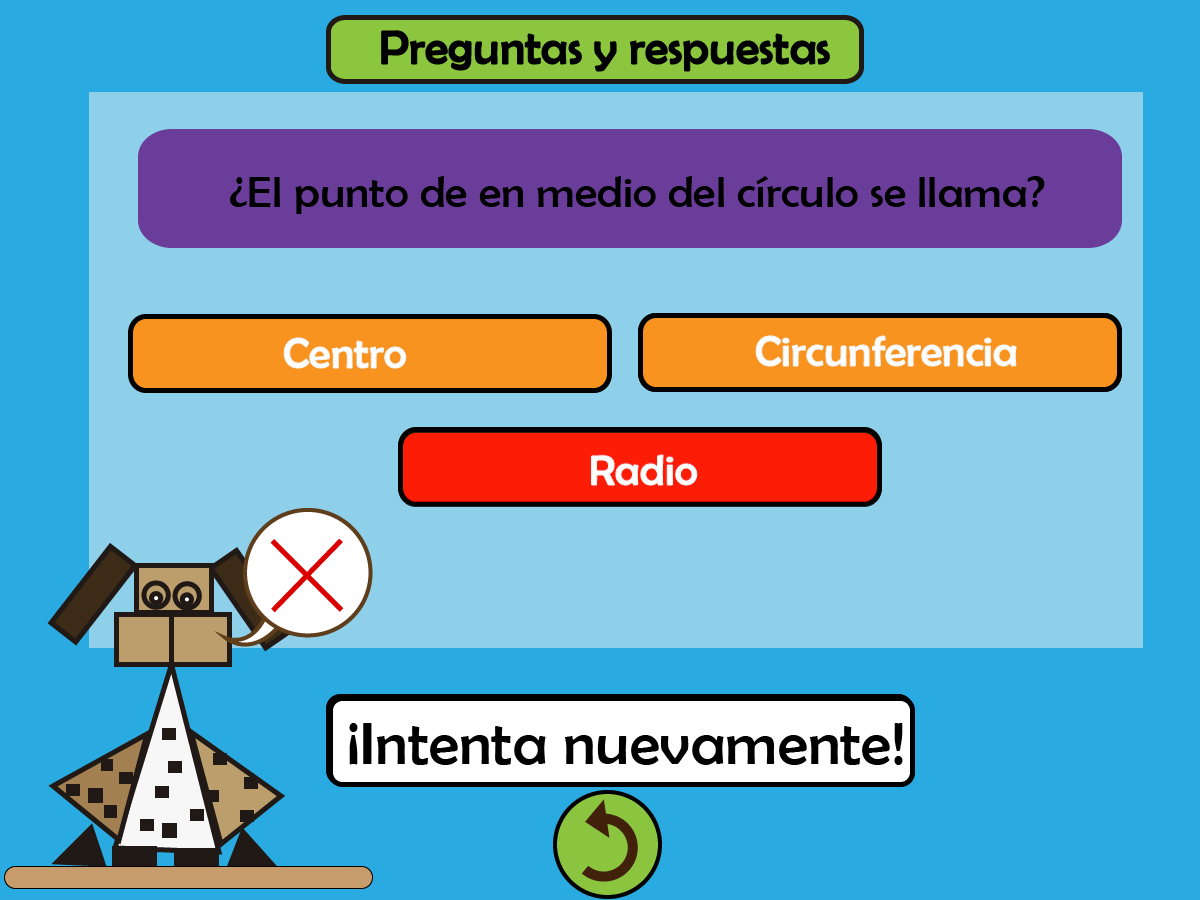 Preguntas y respuestas
¿El punto de en medio del círculo se llama?
Centro
Circunferencia
Radio
¡Intenta nuevamente!